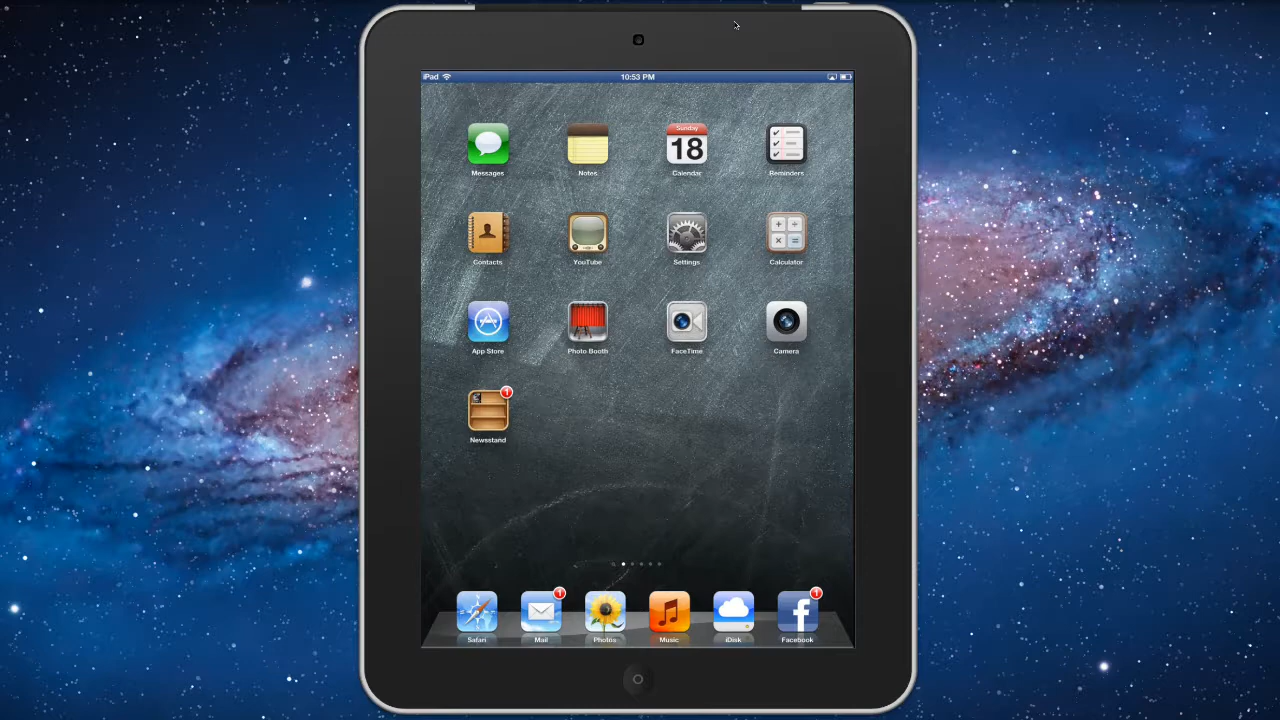 iPad 10:53 PM
Sunday
18
Messages Notes Calendar Reminders
Contacts YouTube Settings Calculator
App Store Photo Booth FaceTime Camera
1
Newsstand
1 1
Safari Mail Photos Music iDisk Facebook